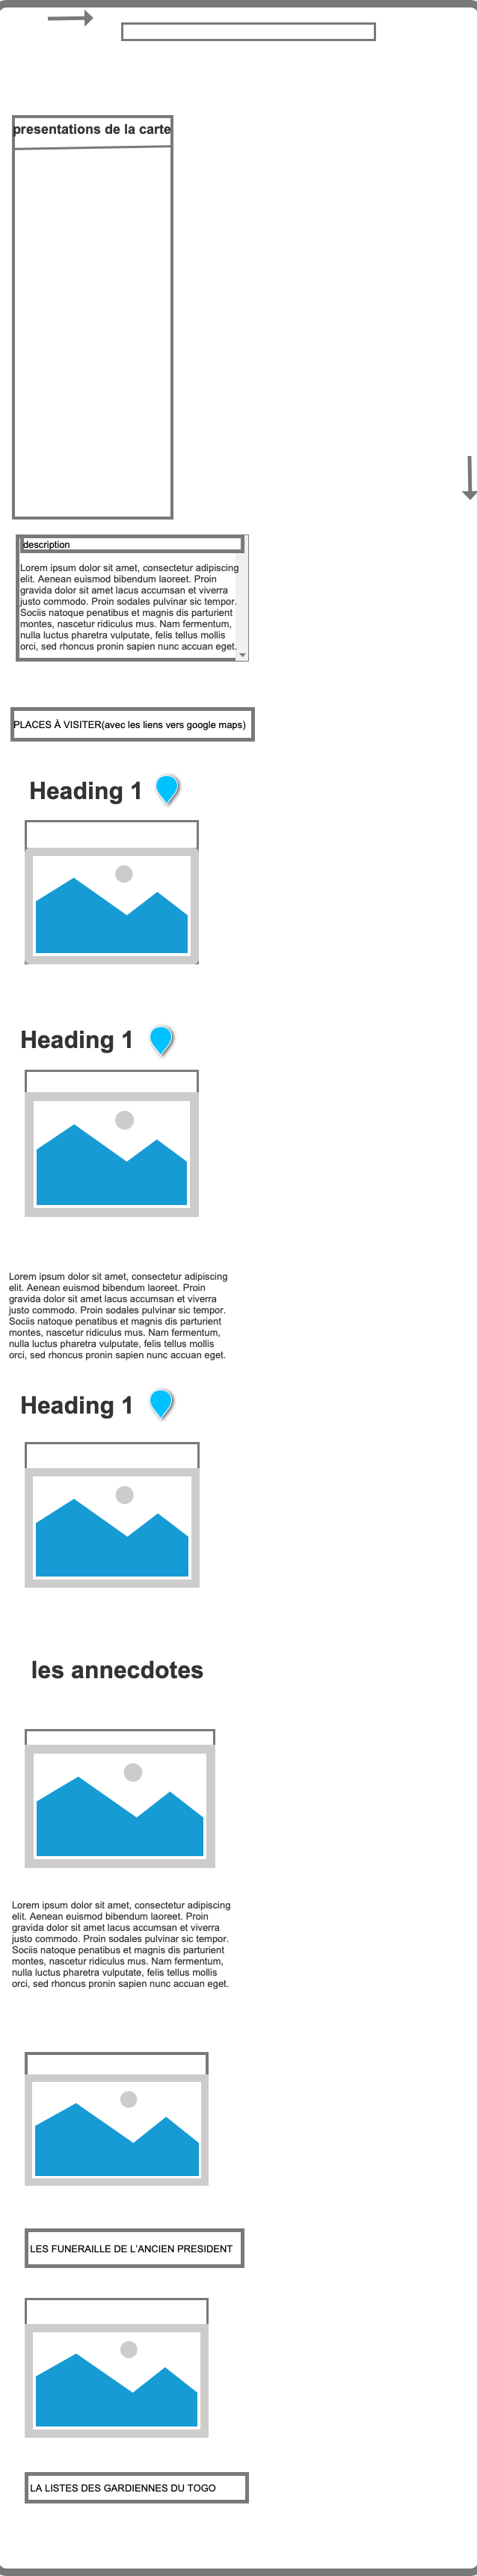 presentations de la carte
description
Lorem ipsum dolor sit amet, consectetur adipiscing
elit. Aenean euismod bibendum laoreet. Proin
gravida dolor sit amet lacus accumsan et viverra
justo commodo. Proin sodales pulvinar sic tempor.
Sociis natoque penatibus et magnis dis parturient
montes, nascetur ridiculus mus. Nam fermentum,
nulla luctus pharetra vulputate, felis tellus mollis
orci, sed rhoncus pronin sapien nunc accuan eget.
PLACES À VISITER(avec les liens vers google maps)
Heading 1
Heading 1
Lorem ipsum dolor sit amet, consectetur adipiscing
elit. Aenean euismod bibendum laoreet. Proin
gravida dolor sit amet lacus accumsan et viverra
justo commodo. Proin sodales pulvinar sic tempor.
Sociis natoque penatibus et magnis dis parturient
montes, nascetur ridiculus mus. Nam fermentum,
nulla luctus pharetra vulputate, felis tellus mollis
orci, sed rhoncus pronin sapien nunc accuan eget.
Heading 1
les annecdotes
Lorem ipsum dolor sit amet, consectetur adipiscing
elit. Aenean euismod bibendum laoreet. Proin
gravida dolor sit amet lacus accumsan et viverra
justo commodo. Proin sodales pulvinar sic tempor.
Sociis natoque penatibus et magnis dis parturient
montes, nascetur ridiculus mus. Nam fermentum,
nulla luctus pharetra vulputate, felis tellus mollis
orci, sed rhoncus pronin sapien nunc accuan eget.
LES FUNERAILLE DE L'ANCIEN PRESIDENT
LA LISTES DES GARDIENNES DU TOGO